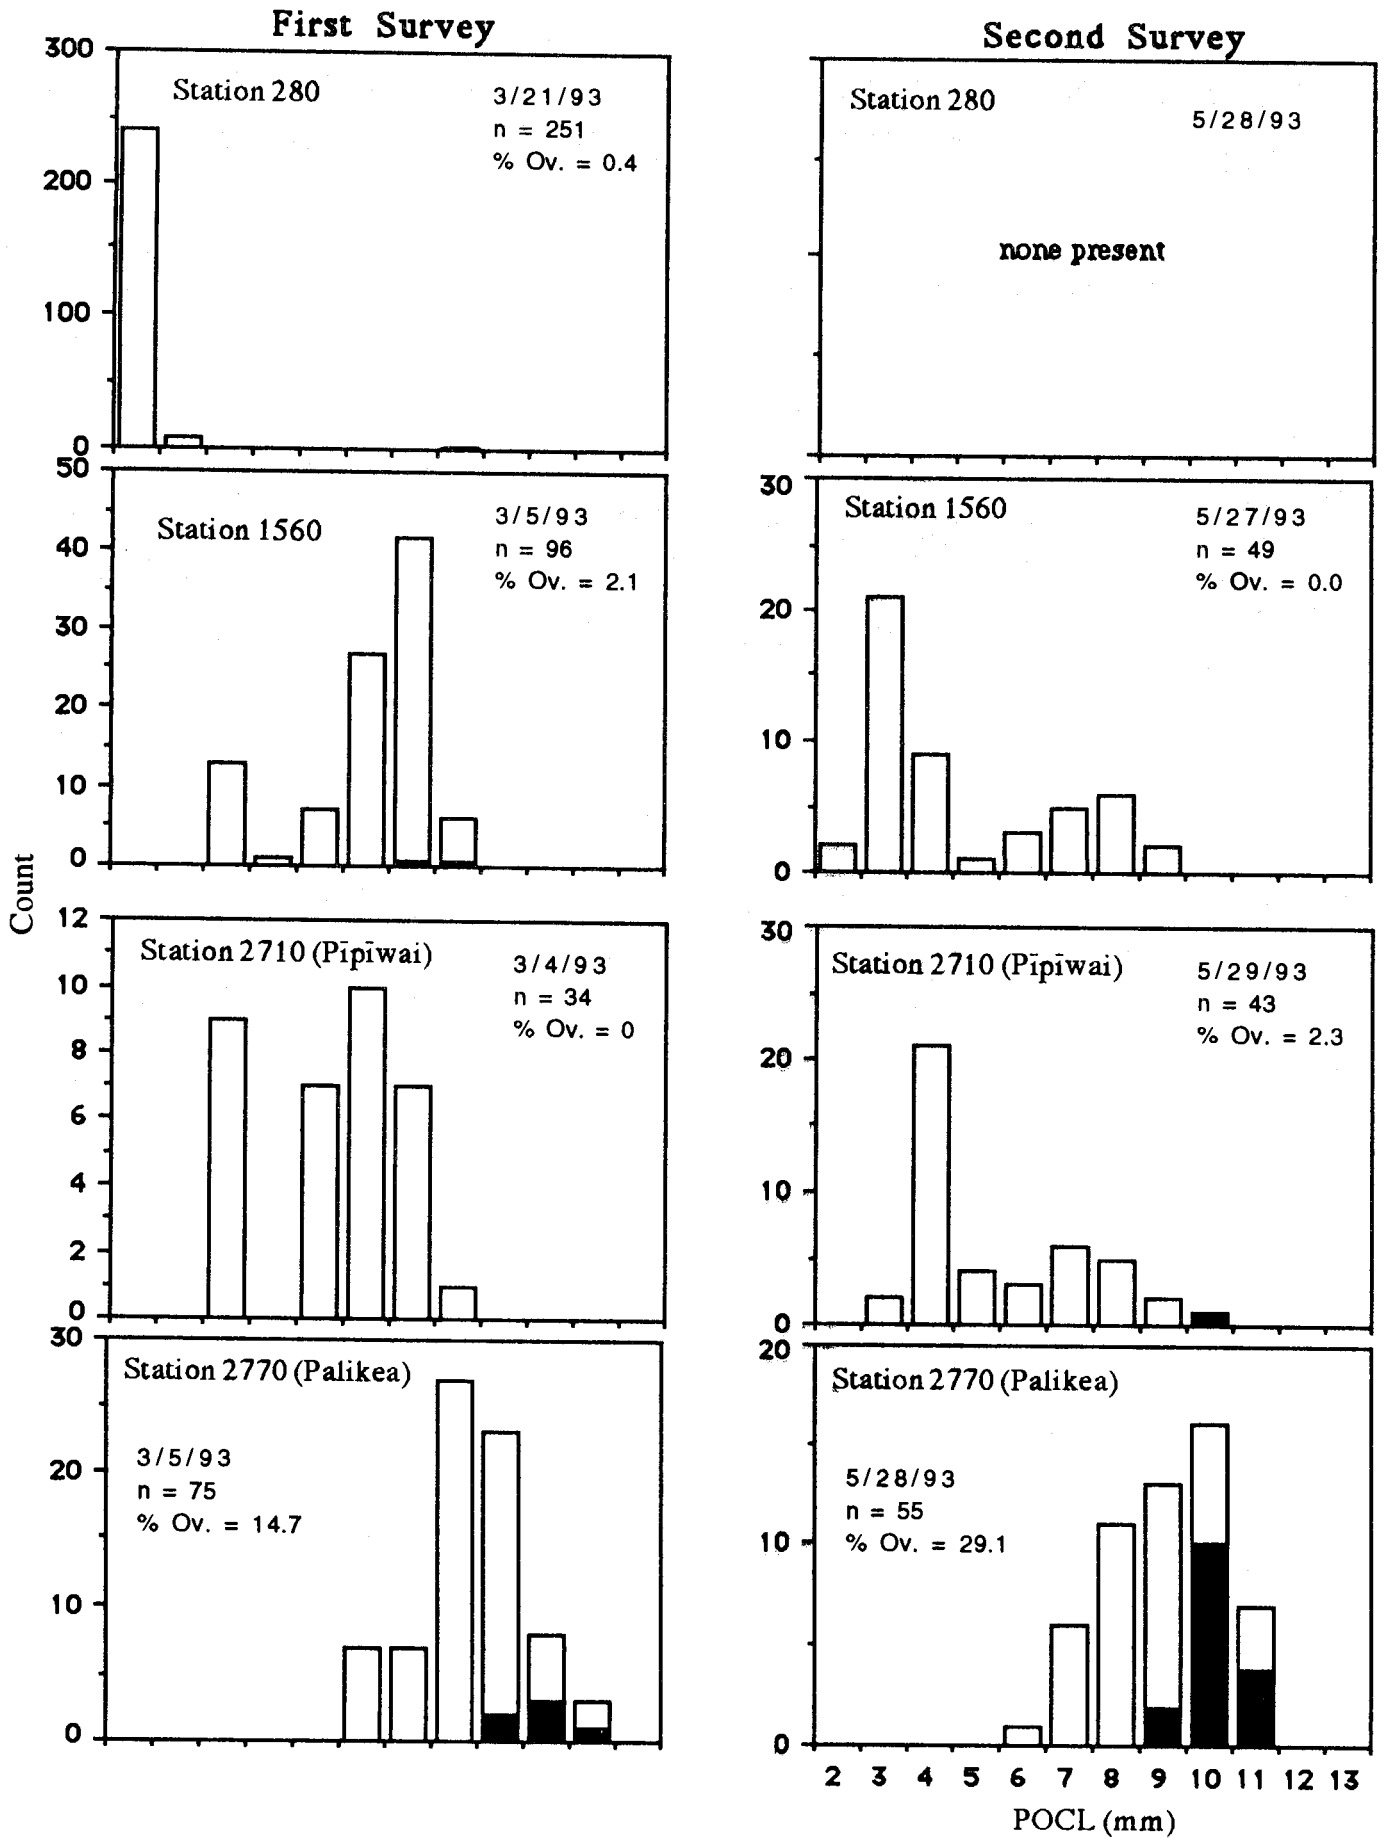 First Survey
Second Survey
300
200
100
0
Station 280
3/21/93
n = 251
% Ov. = 0.4
Station 280
5/28/93
none present
50
40
30
20
10
0
Station 1560
3/5/93
n = 96
% Ov. = 2.1
30
20
10
0
Station 1560
5/27/93
n = 49
% Ov. = 0.0
Count
12
10
8
6
4
2
0
Station 2710 (Pīpīwai)
3/4/93
n = 34
% Ov. = 0
30
20
10
0
Station 2710 (Pīpīwai)
5/29/93
n = 43
% Ov. = 2.3
30
20
10
0
Station 2770 (Palikea)
3/5/93
n = 75
% Ov. = 14.7
20
10
0
Station 2770 (Palikea)
5/28/93
n = 55
% Ov. = 29.1
2 3 4 5 6 7 8 9 10 11 12 13
POCL (mm)